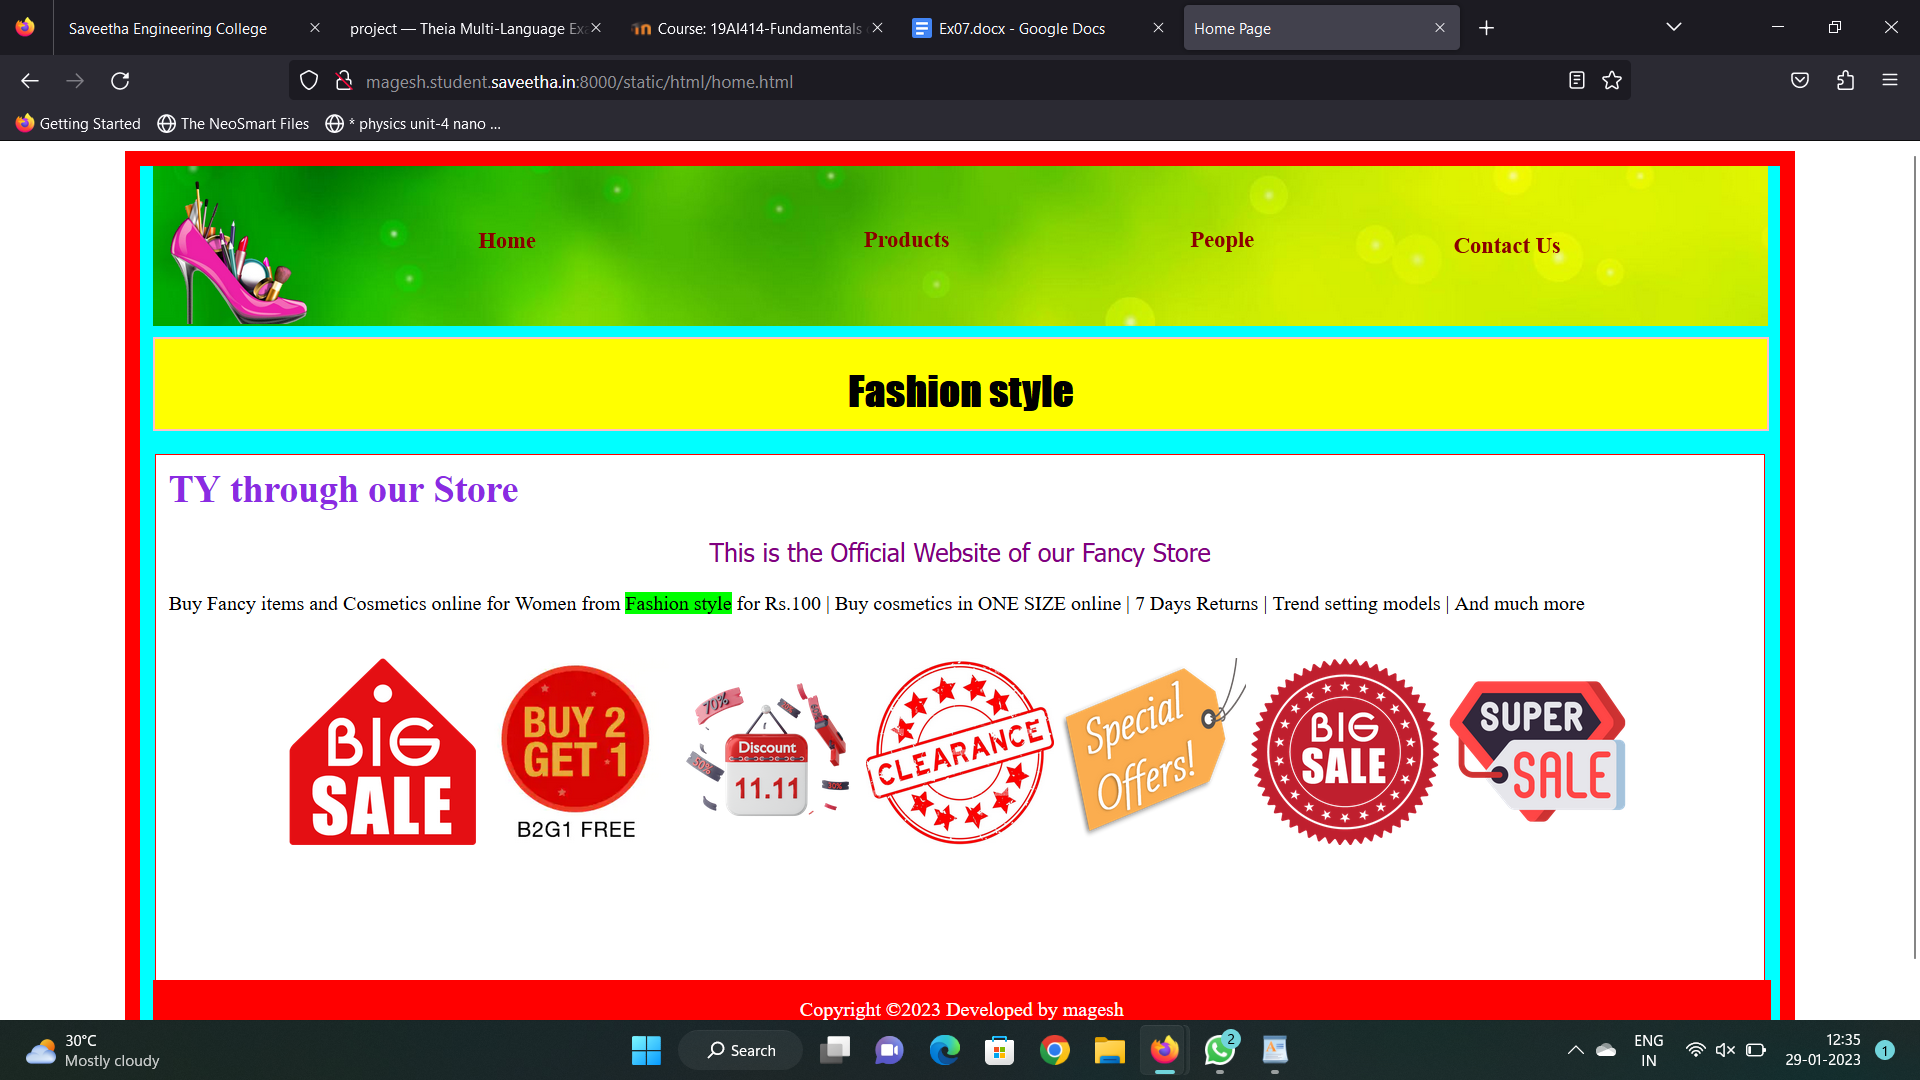 Saveetha Engineering College
project — Theia Multi-Language Ex
Course: 19AI414-Fundamentals
Ex07.docx - Google Docs
Home Page
magesh.student.saveetha.in:8000/static/html/home.html
Getting Started
The NeoSmart Files
* physics unit-4 nano ...
Home
Products
People
Contact Us
Fashion style
TY through our Store
This is the Official Website of our Fancy Store
Buy Fancy items and Cosmetics online for Women from Fashion style for Rs.100 | Buy cosmetics in ONE SIZE online | 7 Days Returns | Trend setting models | And much more
BIG
SALE
BUY 2
GET 1
B2G1 FREE
70%
50%
Discount
11.11
CLEARANCE
Special
Offers!
BIG
SALE
SUPER
SALE
Copyright ©2023 Developed by magesh
30°C
Mostly cloudy
Search
2
ENG
IN
12:35
29-01-2023
1